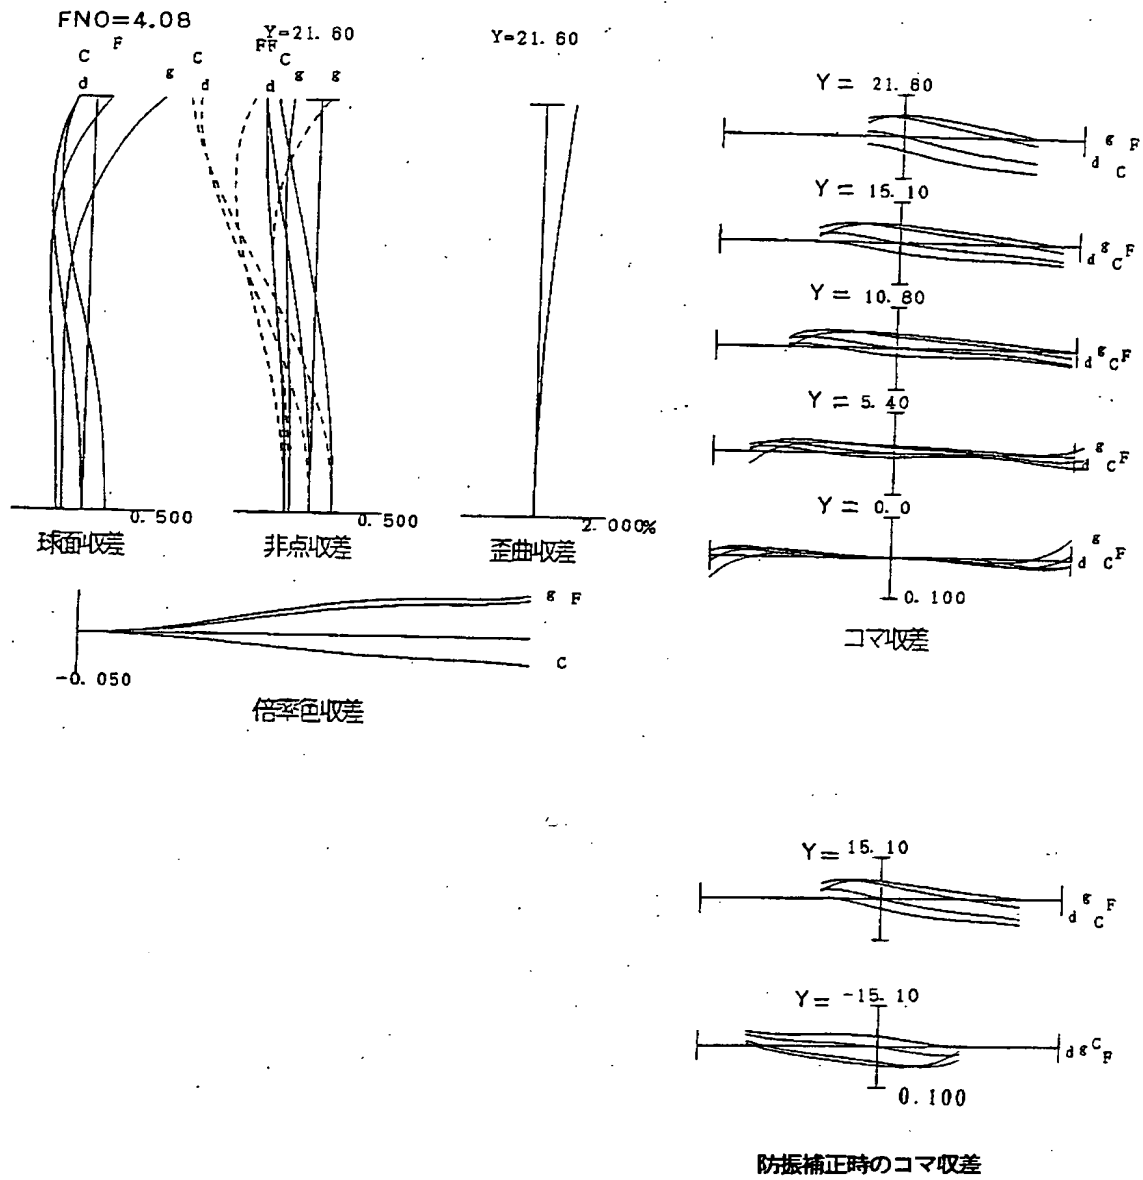 FNO=4.08
C F
d g
Y=21.60
FF C
C d d g g
Y=21.60
0.500
球面収差
0.500
非点収差
2.000%
歪曲収差
g F
C
-0.050
倍率色収差
Y= 21.60
g F
d C
Y= 15.10
d g C F
Y= 10.80
d g C F
Y= 5.40
g
d C F
Y= 0.0
g
d C F
0.100
コマ収差
Y= 15.10
d g C F
Y= -15.10
d g C F
0.100
防振補正時のコマ収差